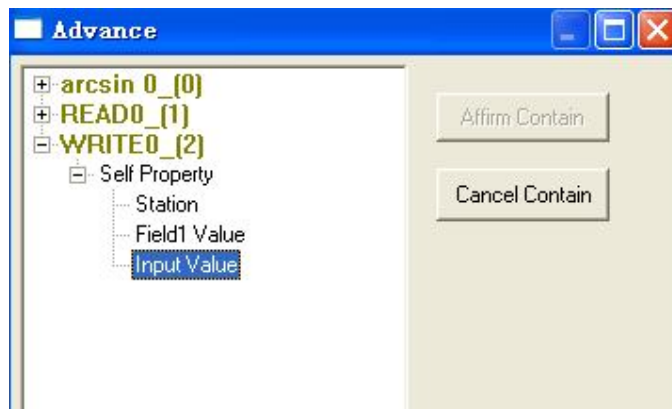 Advance
arcsin 0_(0)
READ0_(1)
WRITE0_(2)
Self Property
Station
Field1 Value
Input Value
Affirm Contain
Cancel Contain